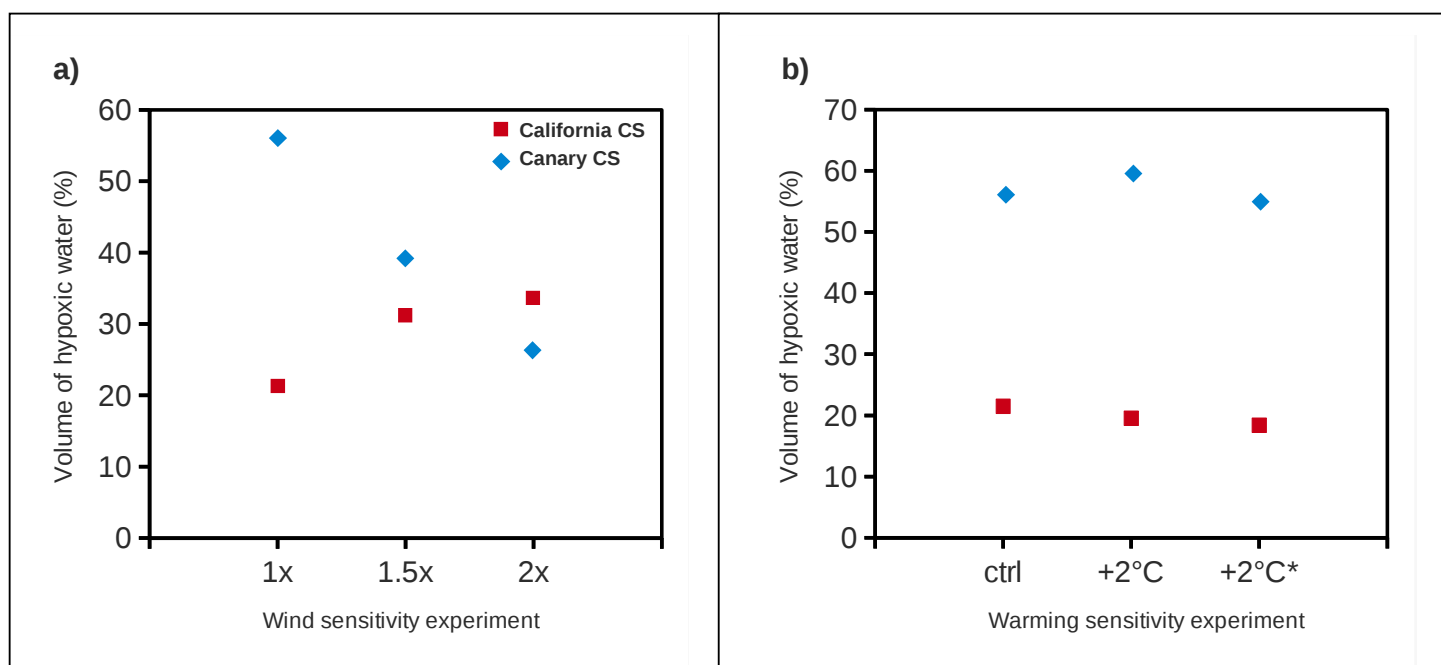 a)
Volume of hypoxic water (%)
60
50
40
30
20
10
0
California CS
Canary CS
1x 1.5x 2x
Wind sensitivity experiment
b)
Volume of hypoxic water (%)
70
60
50
40
30
20
10
0
ctrl +2°C +2°C*
Warming sensitivity experiment